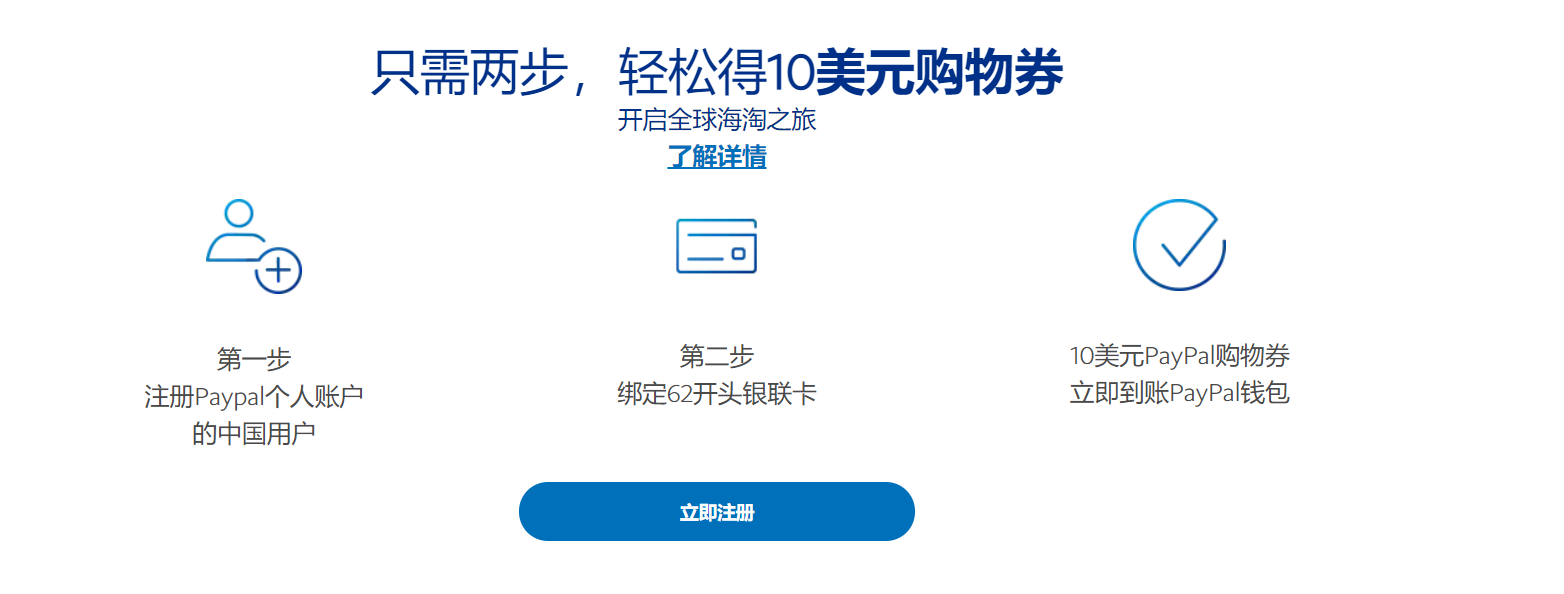 只需两步，轻松得10美元购物券
开启全球海淘之旅
了解详情
第一步
注册Paypal个人账户
的中国用户
第二步
绑定62开头银联卡
10美元PayPal购物券
立即到账PayPal钱包
立即注册